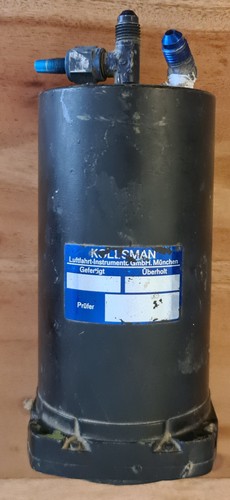 KOLLSMAN
Luftfahrt-Instrumente GmbH. München
Gefertigt Überholt
Prüfer